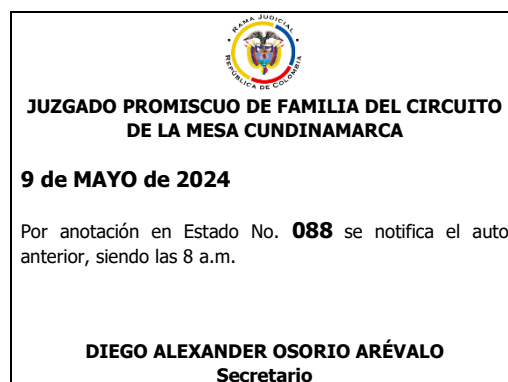 RAMA JUDICIAL
REPÚBLICA DE COLOMBIA
JUZGADO PROMISCUO DE FAMILIA DEL CIRCUITO
DE LA MESA CUNDINAMARCA
9 de MAYO de 2024
Por anotación en Estado No. 088 se notifica el auto
anterior, siendo las 8 a.m.
DIEGO ALEXANDER OSORIO ARÉVALO
Secretario